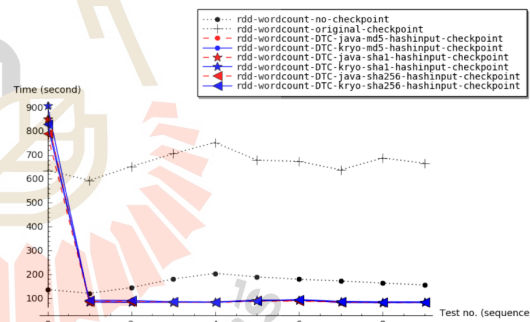 rdd-wordcount-no-checkpoint
rdd-wordcount-original-checkpoint
rdd-wordcount-DTC-java-md5-hashinput-checkpoint
rdd-wordcount-DTC-kryo-md5-hashinput-checkpoint
rdd-wordcount-DTC-java-sha1-hashinput-checkpoint
rdd-wordcount-DTC-kryo-sha1-hashinput-checkpoint
rdd-wordcount-DTC-java-sha256-hashinput-checkpoint
rdd-wordcount-DTC-kryo-sha256-hashinput-checkpoint
Time (second)
900
800
700
600
500
400
300
200
100
Test no. (sequence